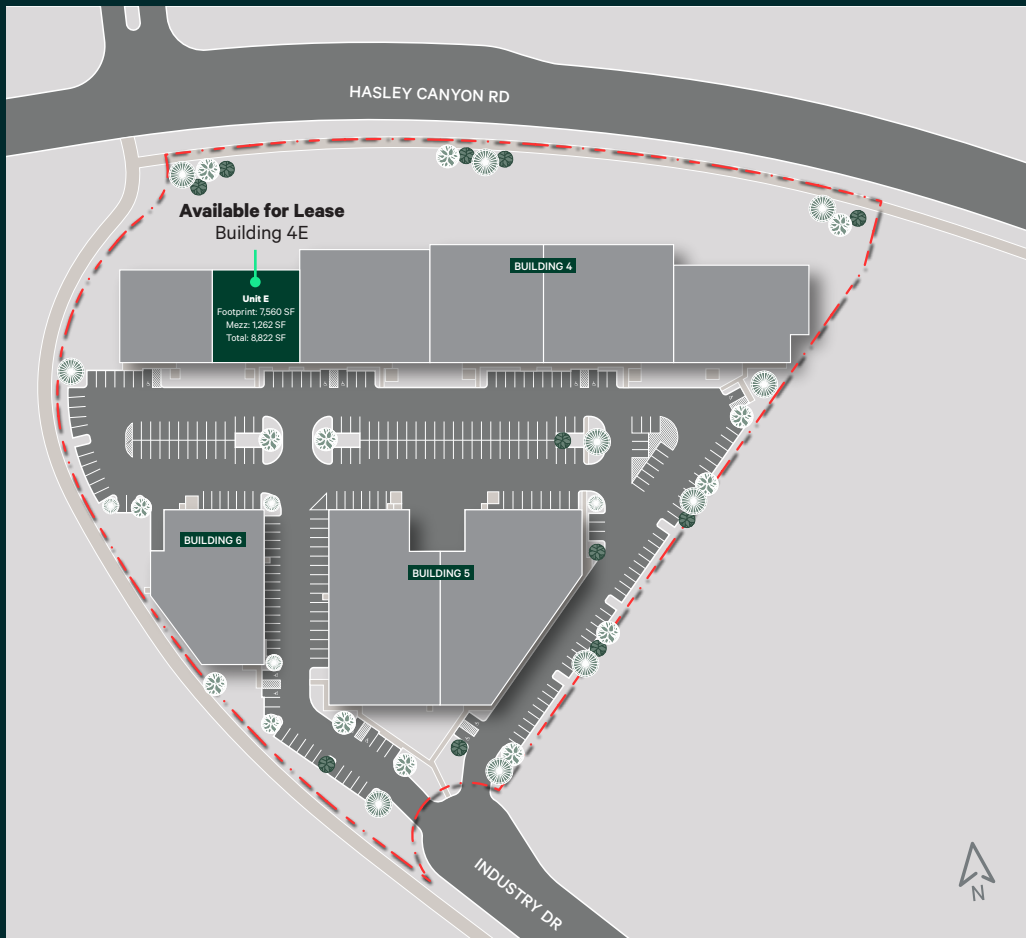 HASLEY CANYON RD
Available for Lease
Building 4E
BUILDING 4
Unit E
Footprint: 7,560 SF
Mezz: 1,262 SF
Total: 8,822 SF
BUILDING 6
BUILDING 5
INDUSTRY DR
N